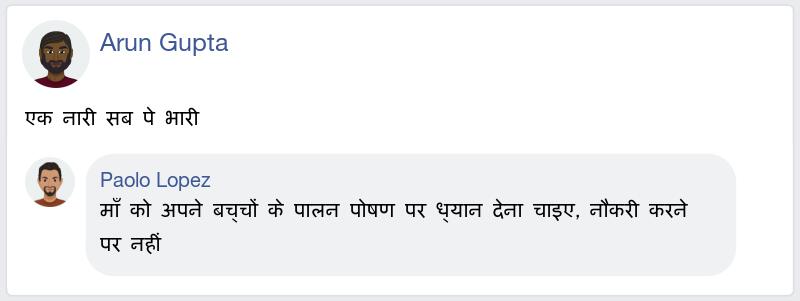 Arun Gupta
एक नारी सब पे भारी
Paolo Lopez
माँ को अपने बच्चों के पालन पोषण पर ध्यान देना चाइए, नौकरी करने
पर नहीं